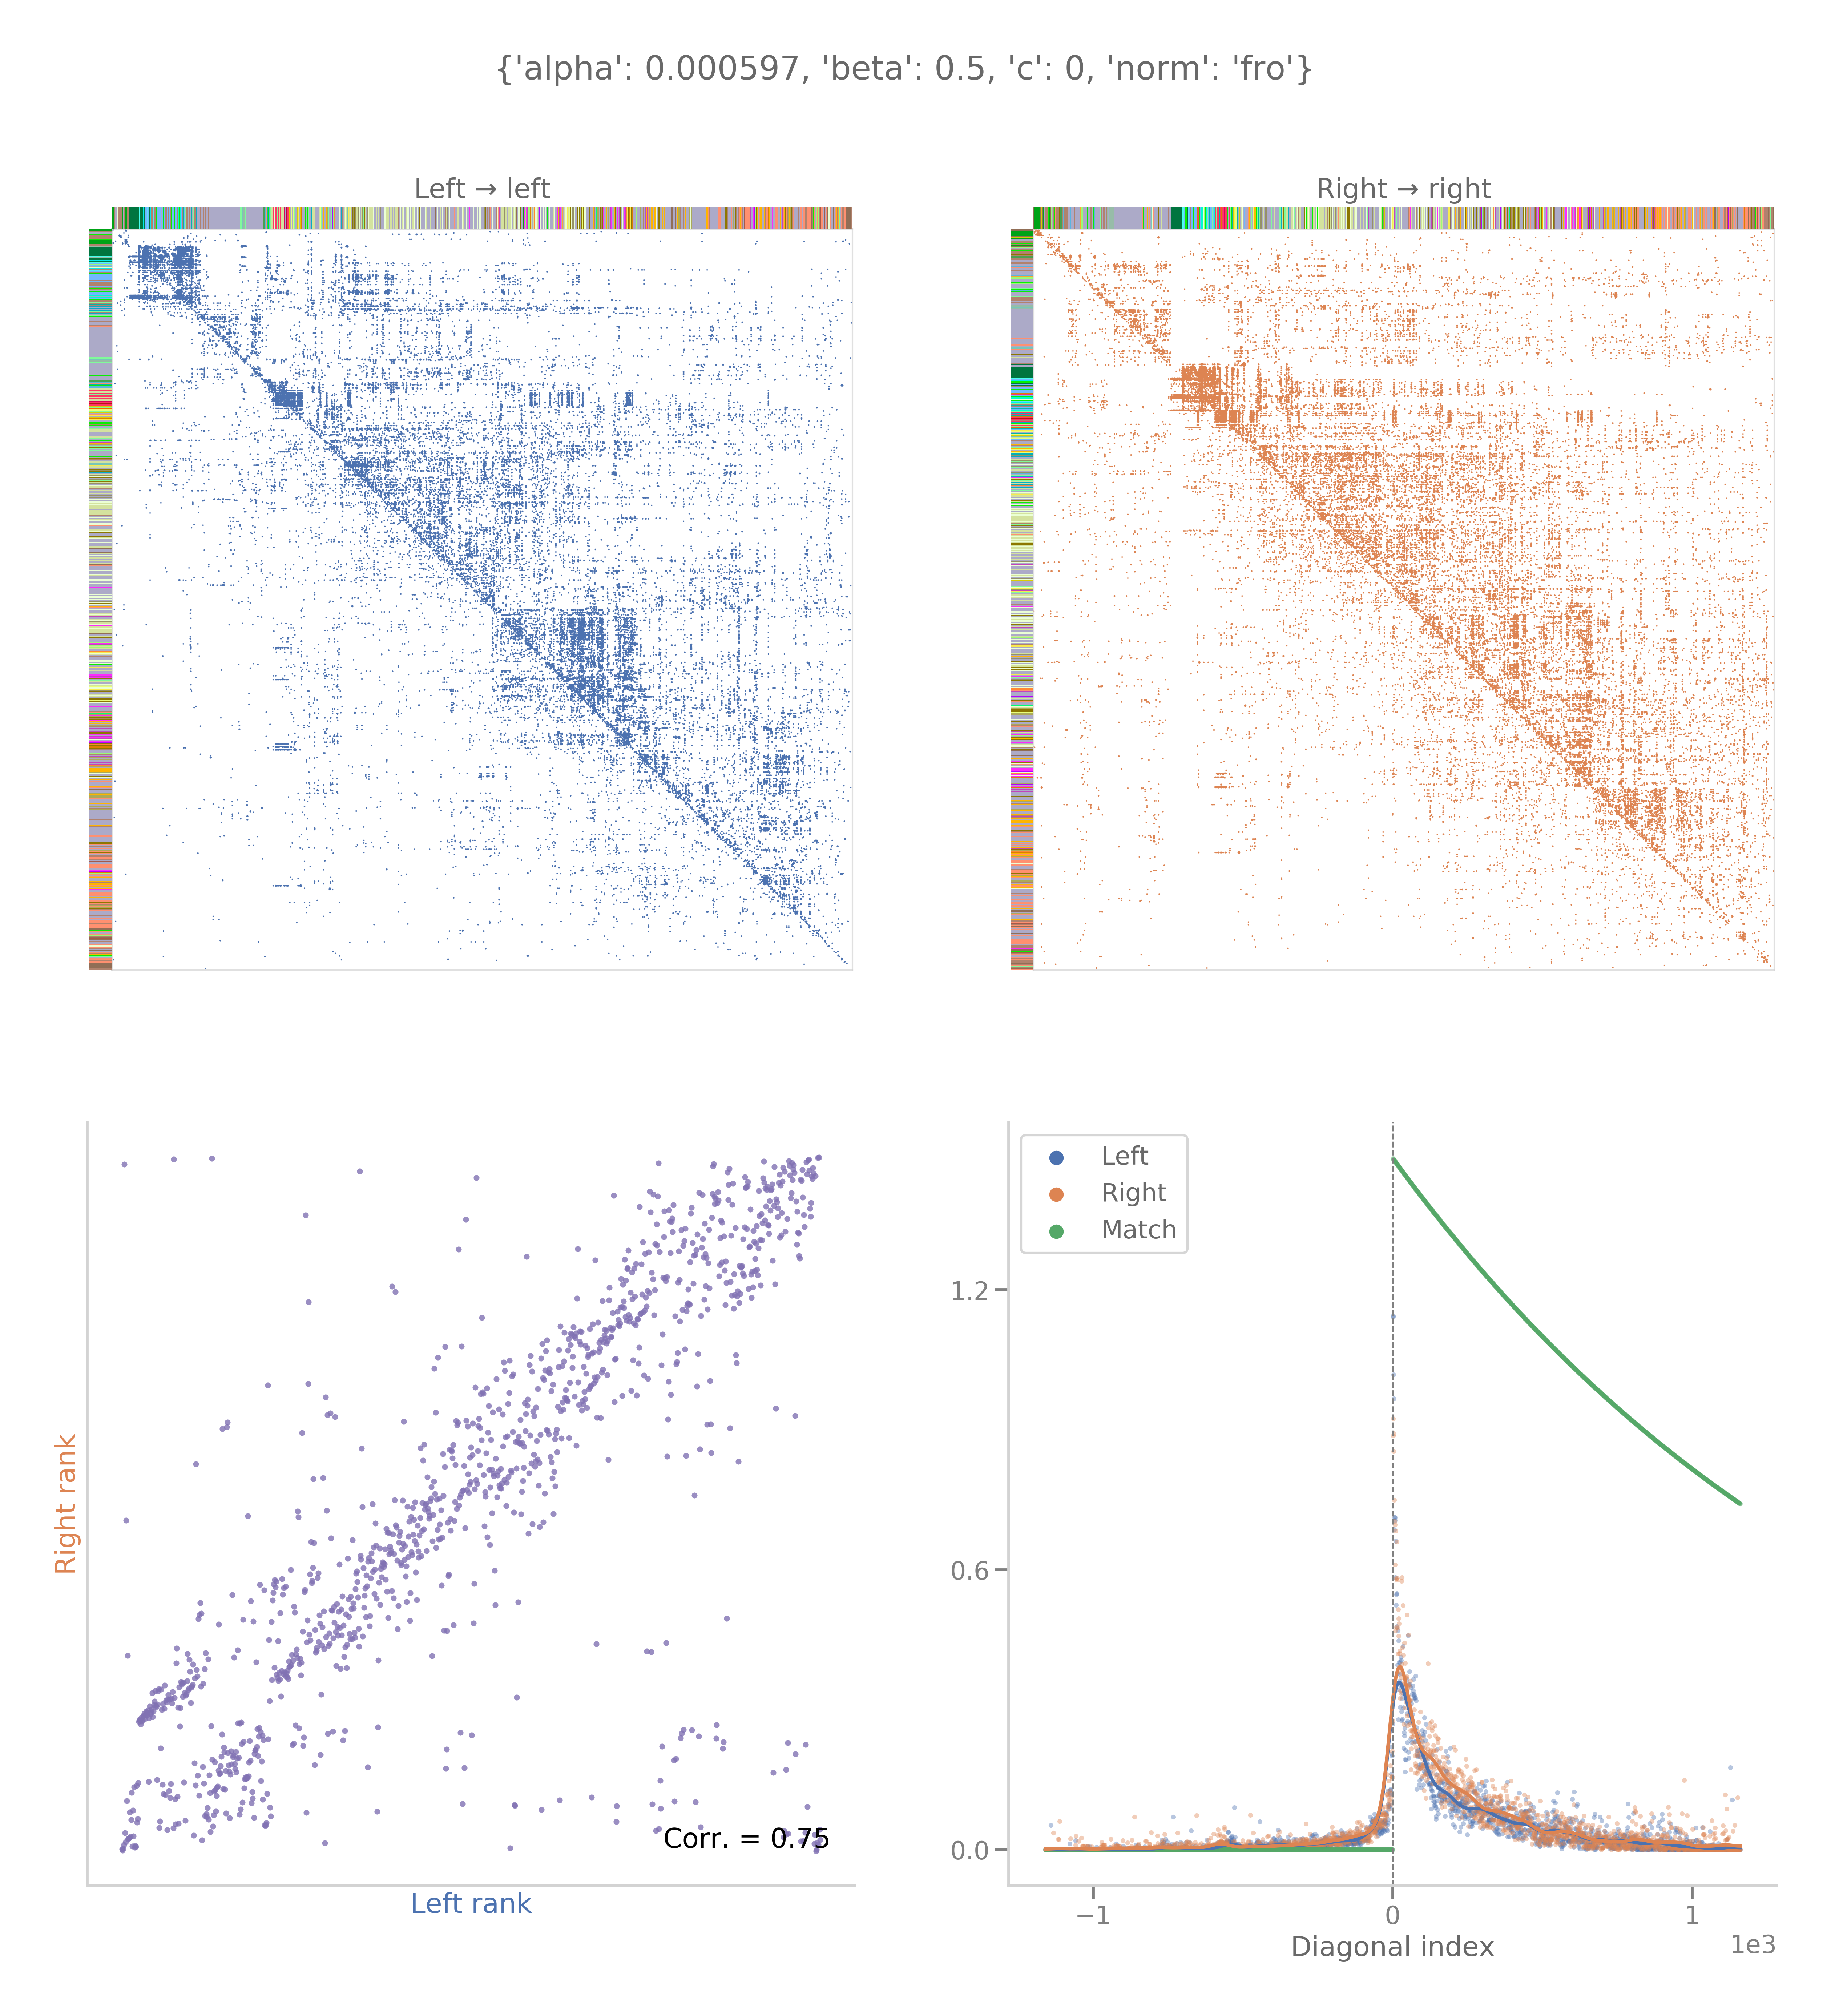 {'alpha': 0.000597, 'beta': 0.5, 'c': 0, 'norm': 'fro'}
Left → left
Right → right
Right rank
Corr. = 0.75
Left rank
Left
Right
Match
1.2
0.6
0.0
−1
0
1
1e3
Diagonal index